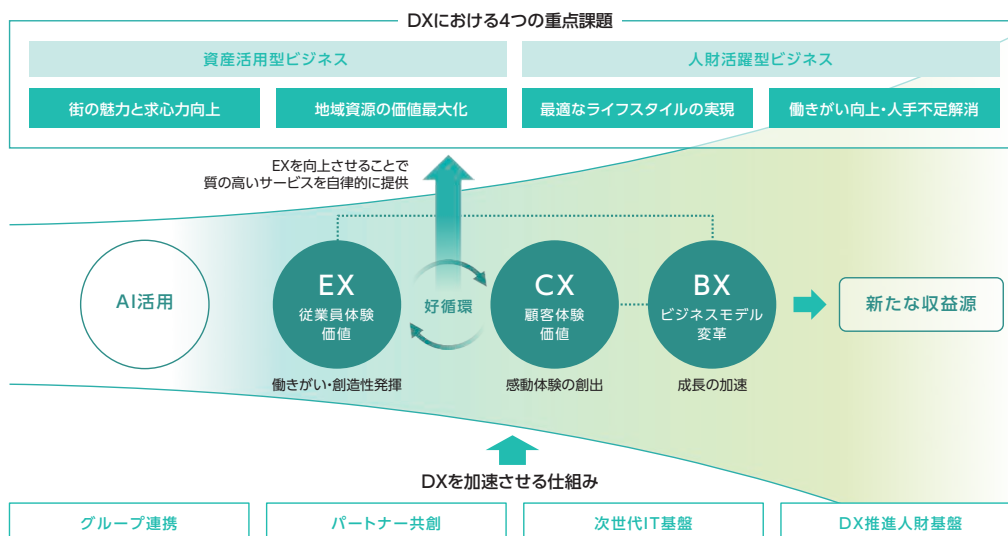 DXにおける4つの重点課題
資産活用型ビジネス
人財活躍型ビジネス
街の魅力と求心力向上
地域資源の価値最大化
最適なライフスタイルの実現
働きがい向上・人手不足解消
EXを向上させることで
質の高いサービスを自律的に提供
AI活用
EX
従業員体験
価値
好循環
CX
顧客体験
価値
BX
ビジネスモデル
変革
新たな収益源
働きがい・創造性発揮
感動体験の創出
成長の加速
DXを加速させる仕組み
グループ連携
パートナー共創
次世代IT基盤
DX推進人財基盤